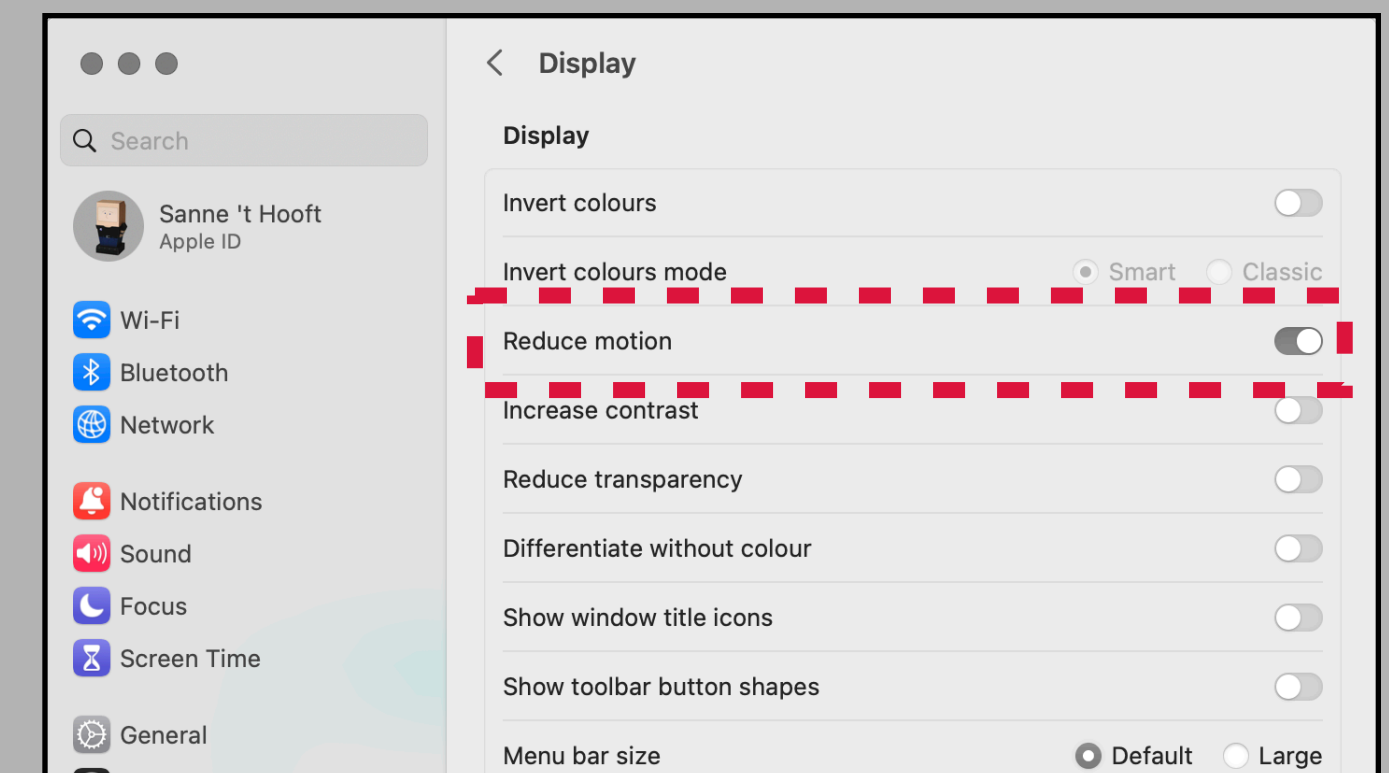 Search
Sanne 't Hooft
Apple ID
Wi-Fi
Bluetooth
Network
Notifications
Sound
Focus
Screen Time
General
Display
Display
Invert colours
Invert colours mode Smart Classic
Reduce motion
Increase contrast
Reduce transparency
Differentiate without colour
Show window title icons
Show toolbar button shapes
Menu bar size Default Large